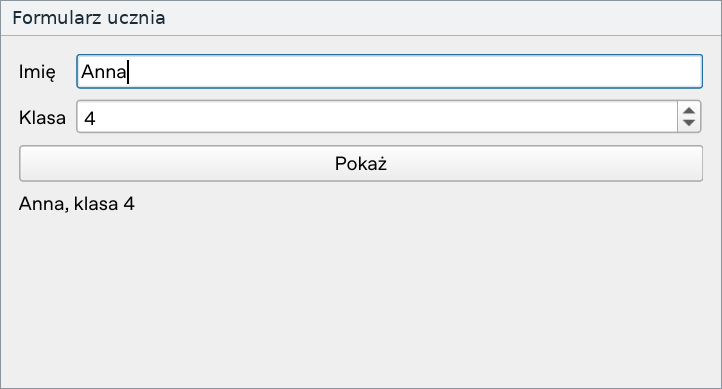 Formularz ucznia
Imię Anna
Klasa 4
Pokaż
Anna, klasa 4